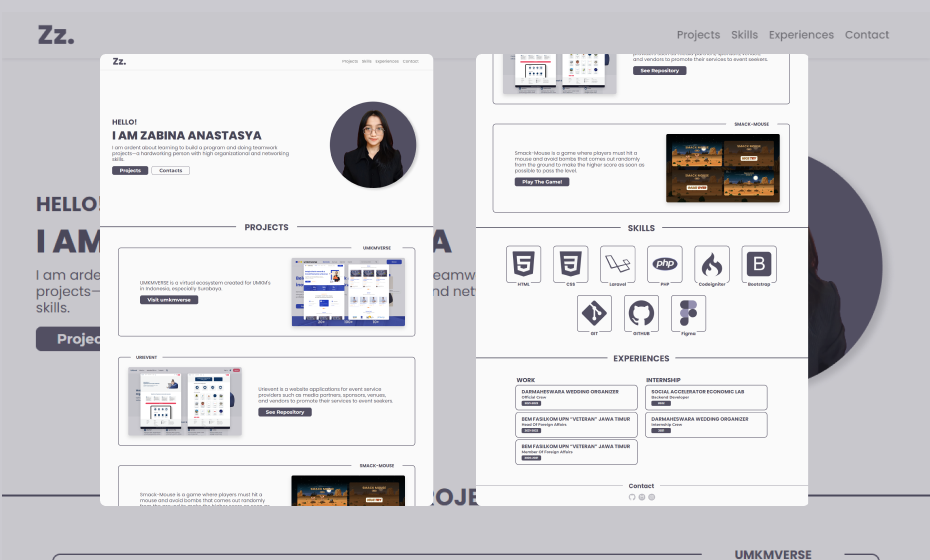 Zz.
Projects Skills Experiences Contact
HELLO!
I AM
A
I am arde
eamw
projects—
nd net
skills.
Projec
OJE
UMKMVERSE
Zz.
Projects Skills Experiences Contact
HELLO!
I AM ZABINA ANASTASYA
I am ardent about learning to build a program and doing teamwork
projects—a hardworking person with high organizational and networking
skills.
Projects Contacts
PROJECTS
UMKMVERSE
UMKMVERSE is a virtual ecosystem created for UMKM's
in Indonesia, especially Surabaya.
Visit umkmverse
UREVENT
Urievent is a website applications for event service
providers such as media partners, sponsors, venues,
and vendors to promote their services to event seekers.
See Repository
SMACK-MOUSE
Smack-Mouse is a game where players must hit a
mouse and avoid bombs that comes out randomly
and vendors to promote their services to event seekers.
See Repository
SMACK-MOUSE
Smack-Mouse is a game where players must hit a
mouse and avoid bombs that comes out randomly
from the ground to make the higher score as soon as
possible to pass the level.
Play The Game!
SKILLS
HTML CSS Laravel PHP Codeigniter Bootstrap
GIT GITHUB Figma
EXPERIENCES
WORK INTERNSHIP
DARMAHESWARA WEDDING ORGANIZER
Official Crew
SOCIAL ACCELERATOR ECONOMIC LAB
Backend Developer
BEM FASILKOM UPN "VETERAN" JAWA TIMUR
Head Of Foreign Affairs
DARMAHESWARA WEDDING ORGANIZER
Internship Crew
BEM FASILKOM UPN "VETERAN" JAWA TIMUR
Member Of Foreign Affairs
Contact